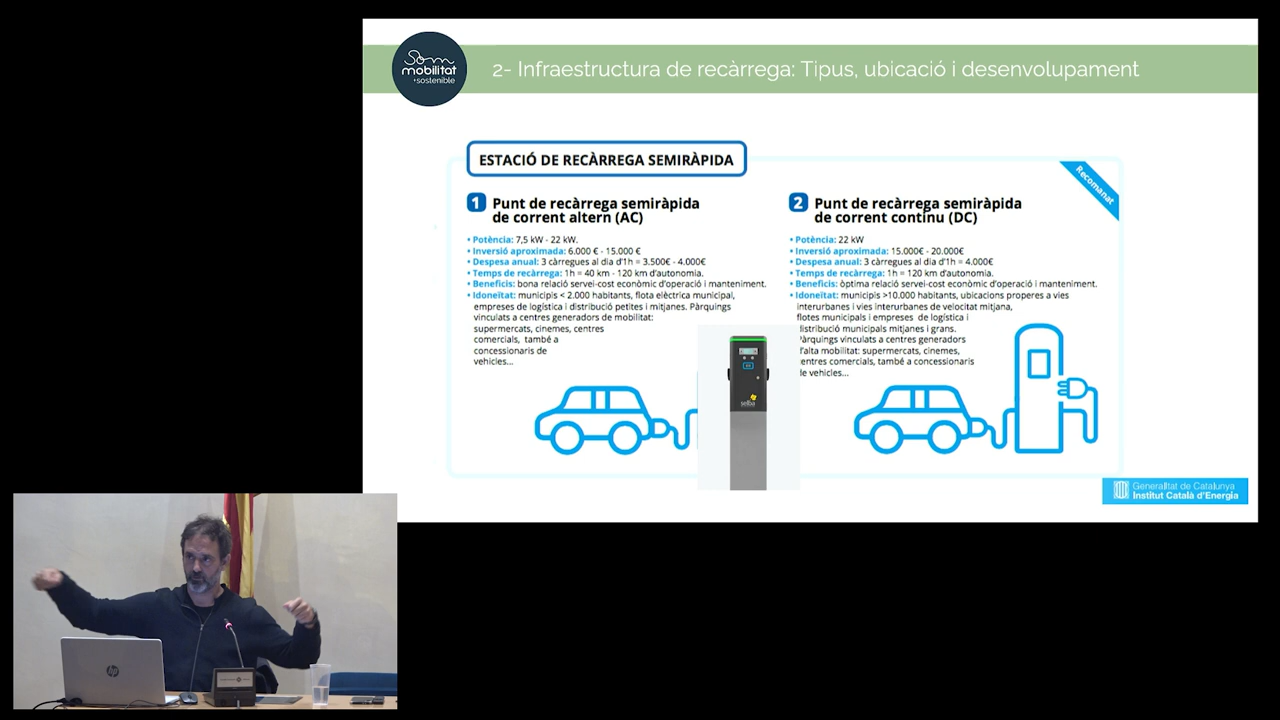 Som
mobilitat
+sostenible
2- Infraestructura de recàrrega: Tipus, ubicació i desenvolupament
ESTACIÓ DE RECÀRREGA SEMIRÀPIDA
Recomanat
1 Punt de recàrrega semiràpida
de corrent altern (AC)
• Potència: 7,5 kW - 22 kW.
• Inversió aproximada: 6.000 € - 15.000 €
• Despesa anual: 3 càrregues al dia d'1h = 3.500€ - 4.000€
• Temps de recàrrega: 1h = 40 km - 120 km d'autonomia.
• Beneficis: bona relació servei-cost econòmic d'operació i manteniment.
• Idoneïtat: municipis < 2.000 habitants, flota elèctrica municipal,
empreses de logística i distribució petites i mitjanes. Pàrquings
vinculats a centres generadors de mobilitat:
supermercats, cinemes, centres
comercials, també a
concessionaris de
vehicles...
2 Punt de recàrrega semiràpida
de corrent continu (DC)
• Potència: 22 kW
• Inversió aproximada: 15.000€ - 20.000€
• Despesa anual: 3 càrregues al dia d'1h = 4.000€
• Temps de recàrrega: 1h = 120 km d'autonomia.
• Beneficis: òptima relació servei-cost econòmic d'operació i manteniment.
• Idoneïtat: municipis >10.000 habitants, ubicacions properes a vies
interurbanes i vies interurbanes de velocitat mitjana,
flotes municipals i empreses de logística i
distribució municipals mitjanes i grans.
Pàrquings vinculats a centres generadors
d'alta mobilitat: supermercats, cinemes,
centres comercials, també a concessionaris
de vehicles...
Generalitat de Catalunya
Institut Català d'Energia
hp